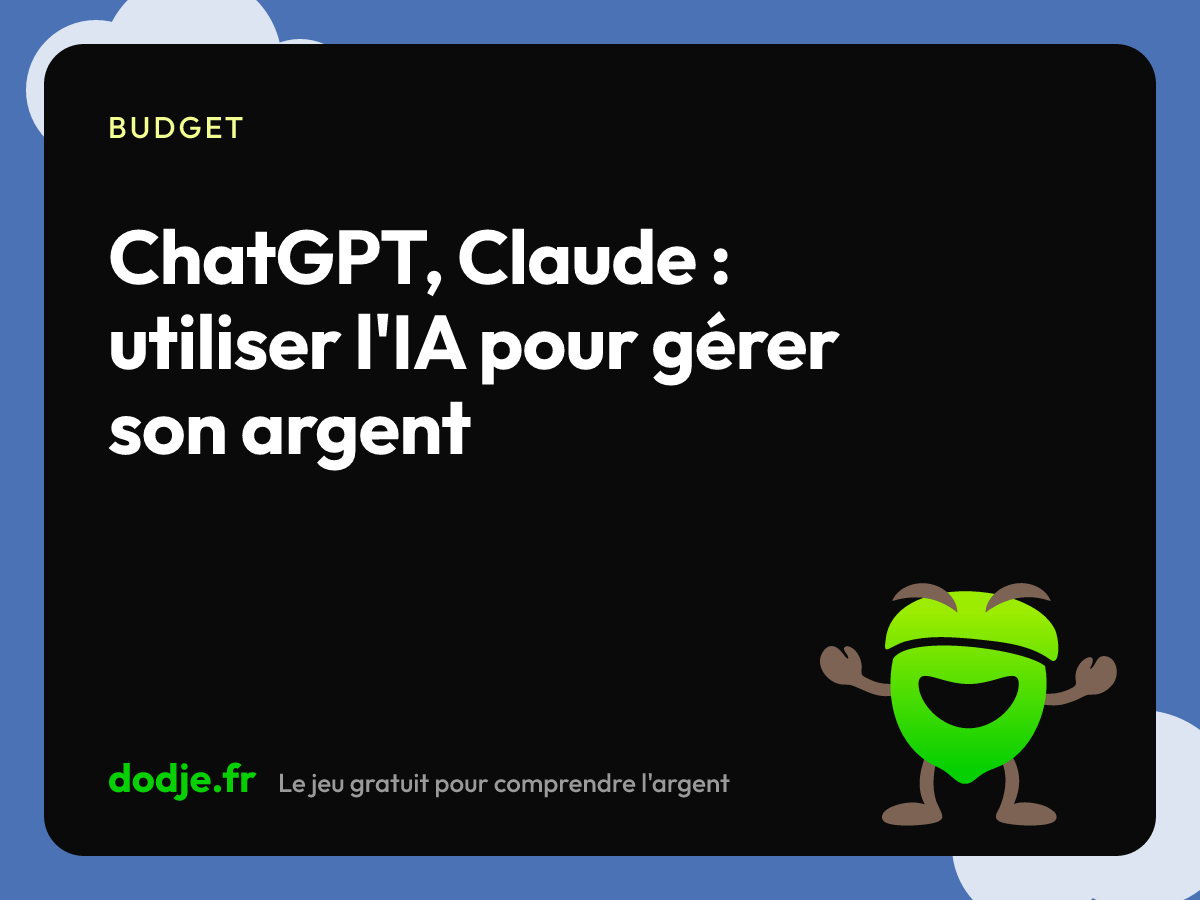 BUDGET
ChatGPT, Claude :
utiliser l'IA pour gérer
son argent
dodje.fr Le jeu gratuit pour comprendre l'argent